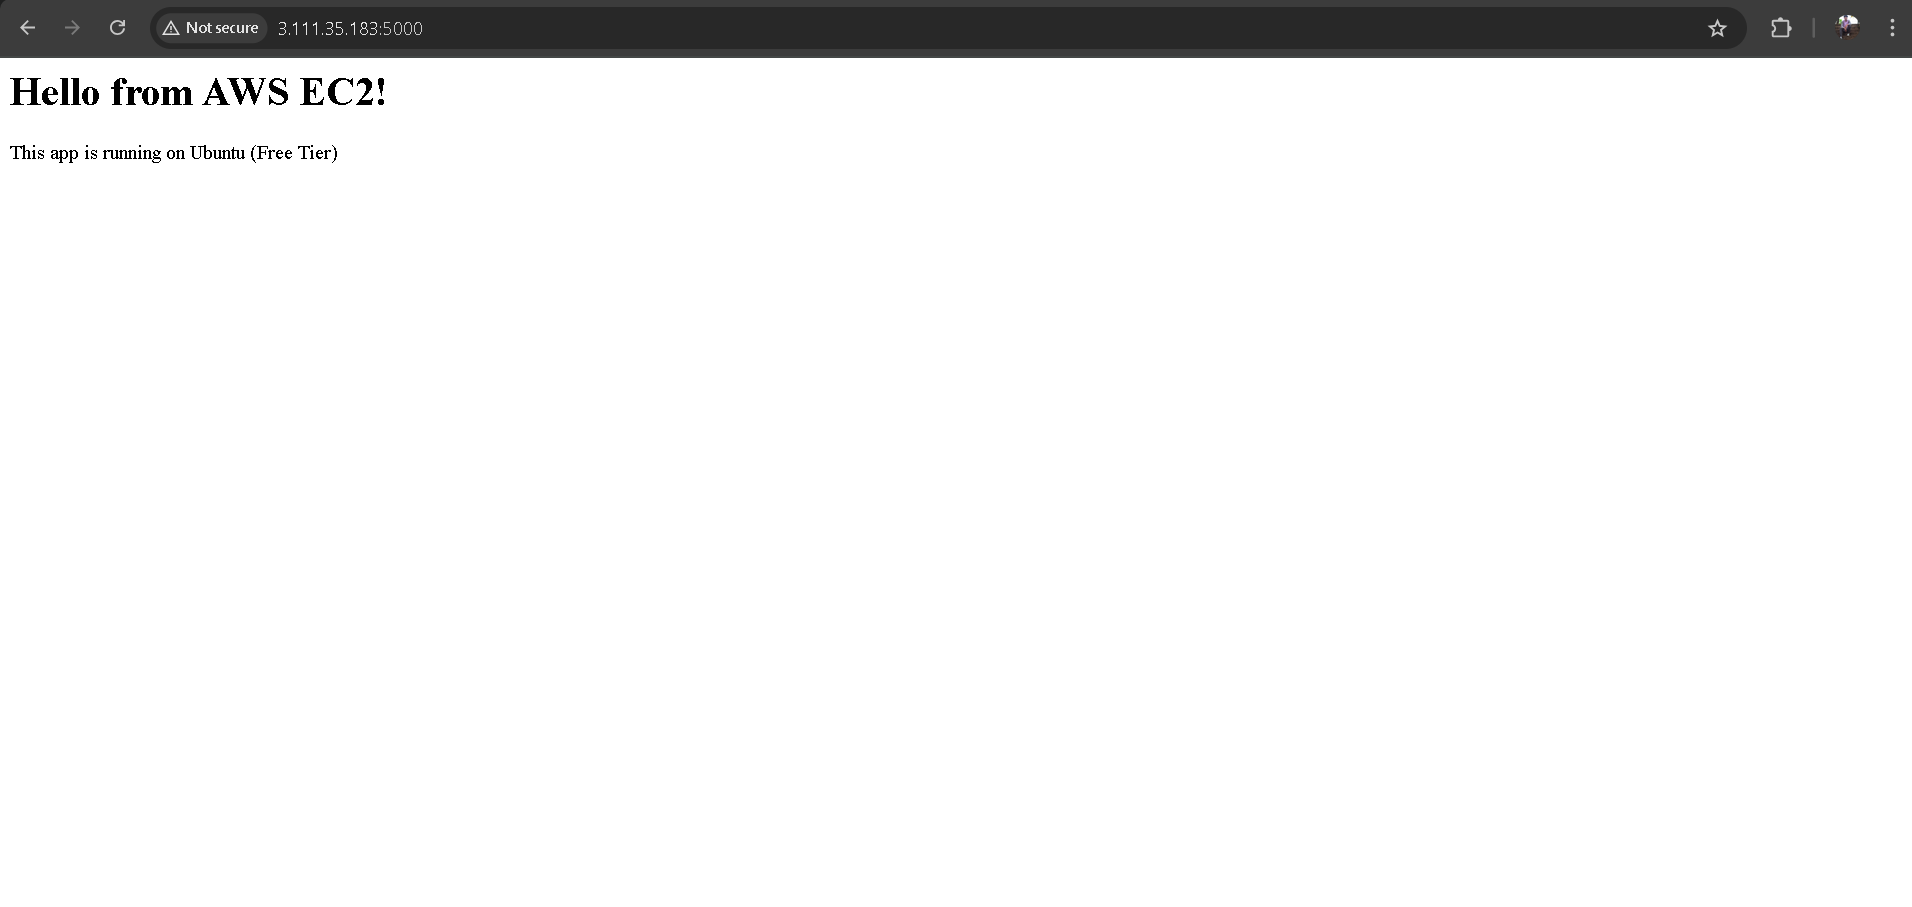 Not secure 3.111.35.183:5000
Hello from AWS EC2!
This app is running on Ubuntu (Free Tier)